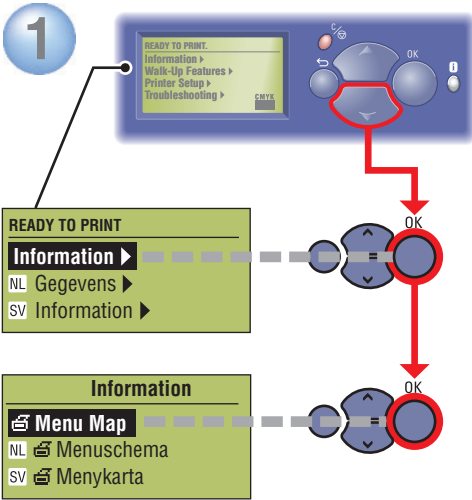 1
READY TO PRINT.
Information
Walk-Up Features
Printer Setup
Troubleshooting
CMYK
C/
OK
i
READY TO PRINT
Information
NL Gegevens
SV Information
OK
Information
Menu Map
NL Menuschema
SV Menykarta
OK